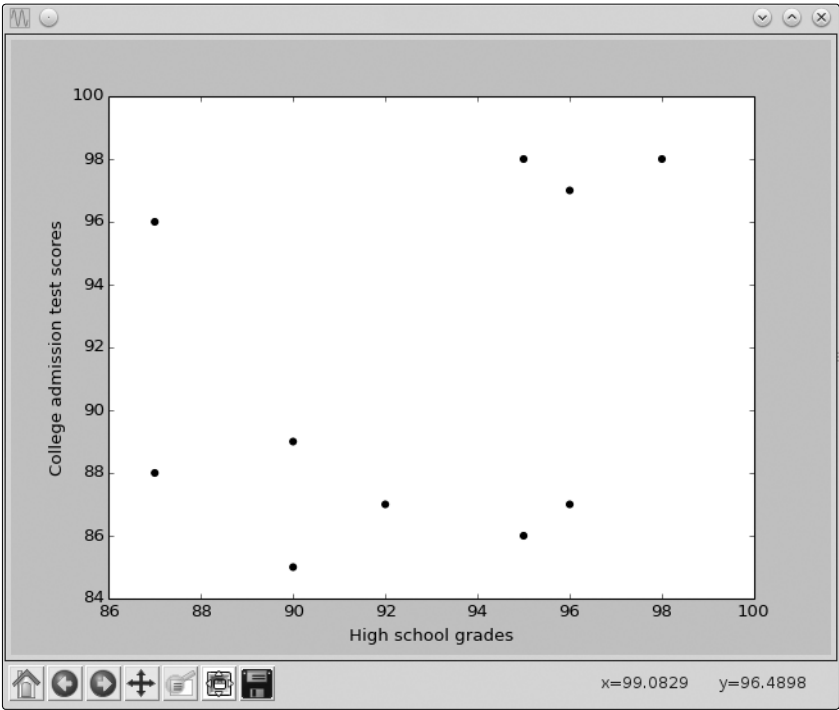 100
98
96
94
92
90
88
86
84
College admission test scores
86 88 90 92 94 96 98 100
High school grades
x=99.0829 y=96.4898